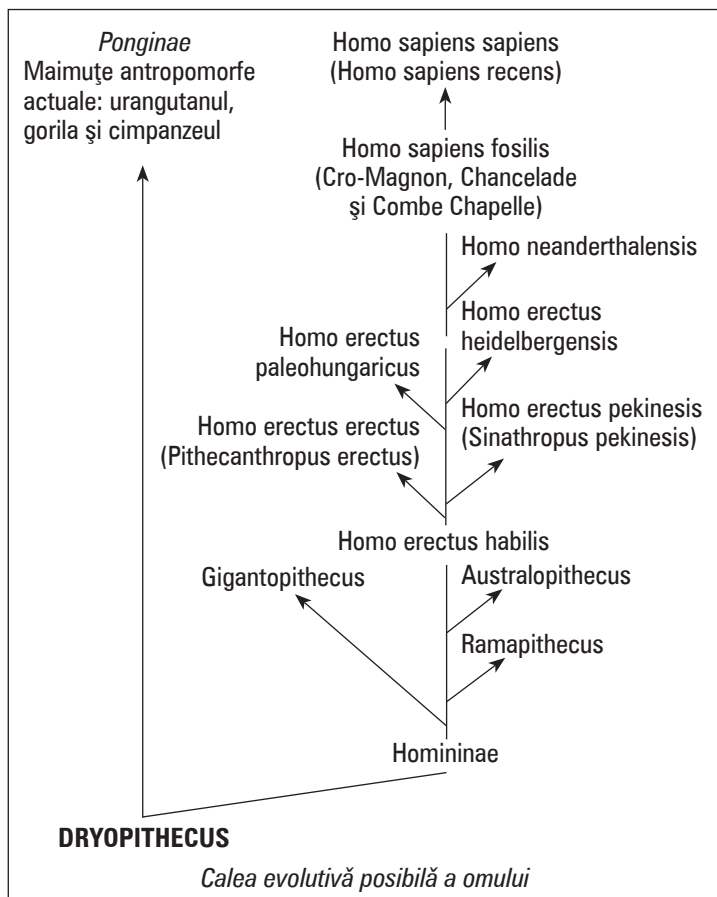 Ponginae
Maimuţe antropomorfe
actuale: urangutanul,
gorila şi cimpanzeul
Homo sapiens sapiens
(Homo sapiens recens)
Homo sapiens fosilis
(Cro-Magnon, Chancelade
şi Combe Chapelle)
Homo neanderthalensis
Homo erectus
heidelbergensis
Homo erectus
paleohungaricus
Homo erectus pekinesis
(Sinathropus pekinesis)
Homo erectus erectus
(Pithecanthropus erectus)
Homo erectus habilis
Gigantopithecus
Australopithecus
Ramapithecus
Homininae
DRYOPITHECUS
Calea evolutivă posibilă a omului